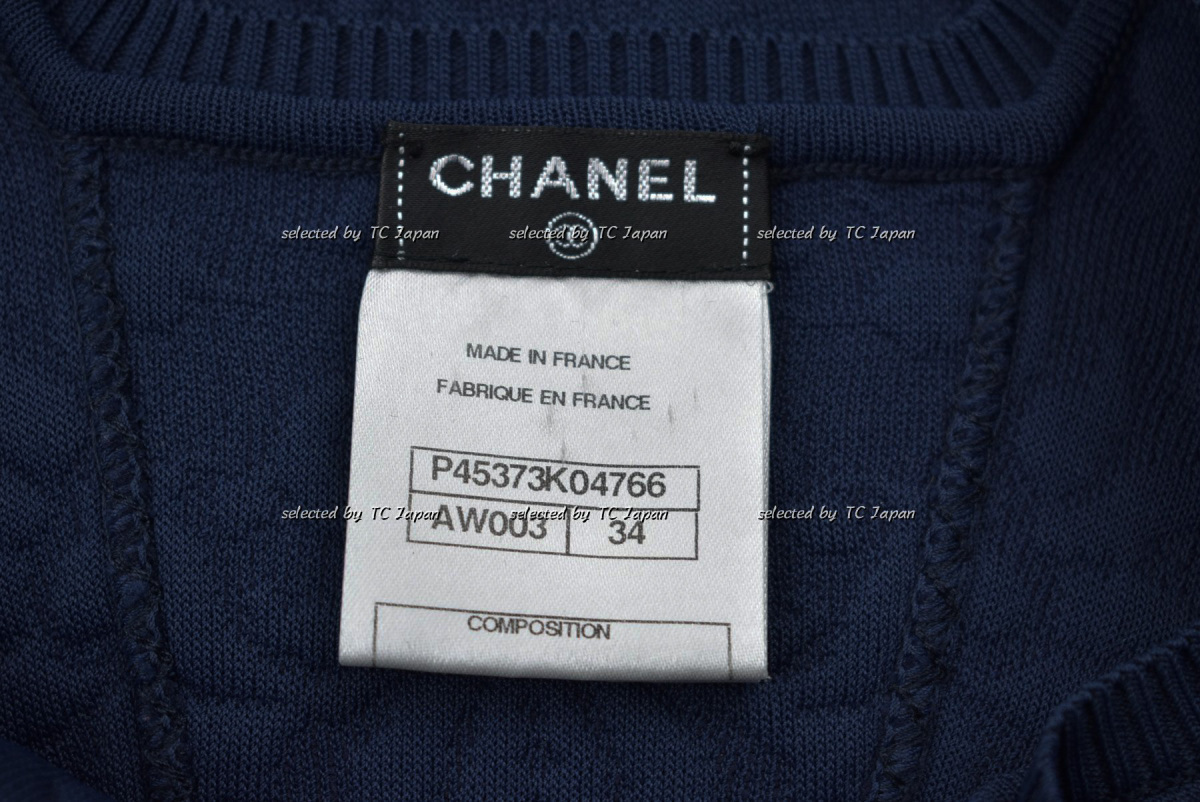 CHANEL
selected by TC Japan selected by TC Japan selected by TC Japan
MADE IN FRANCE
FABRIQUE EN FRANCE
P45373K04766
AW003 34
selected by TC Japan selected by TC Japan selected by TC Japan
COMPOSITION